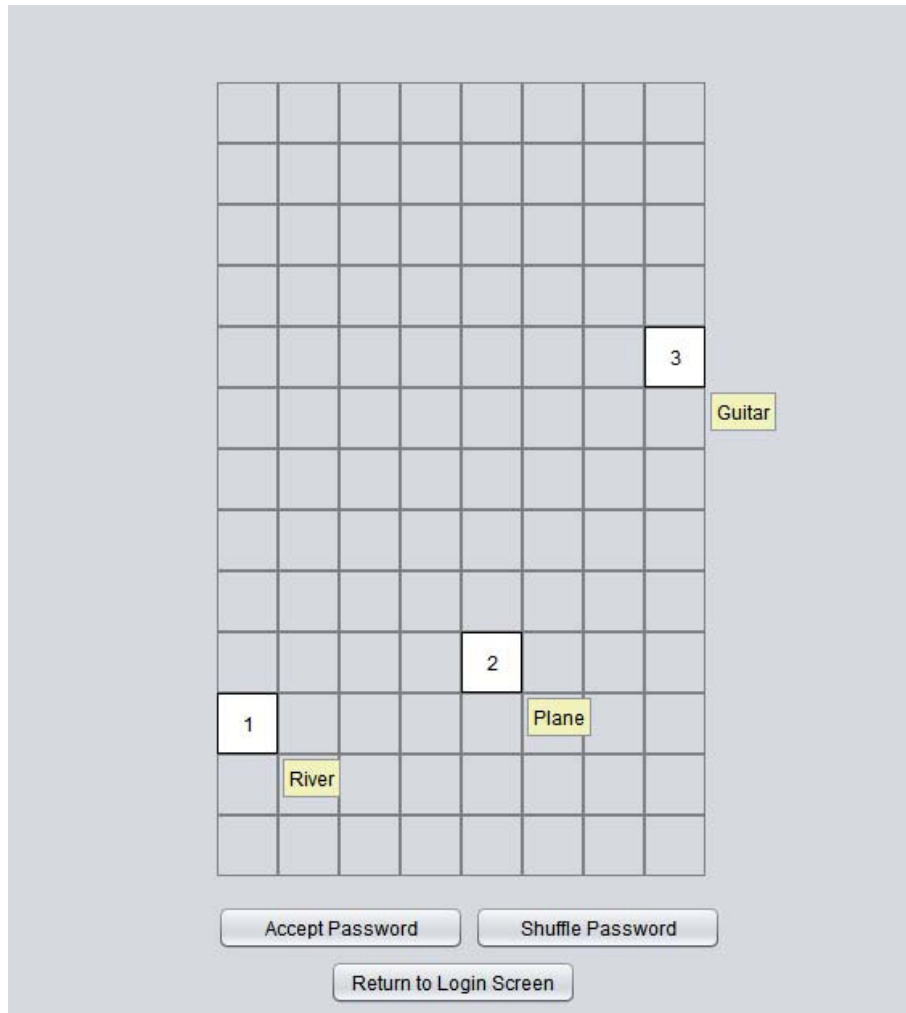 3
Guitar
2
Plane
1
River
Accept Password
Shuffle Password
Return to Login Screen